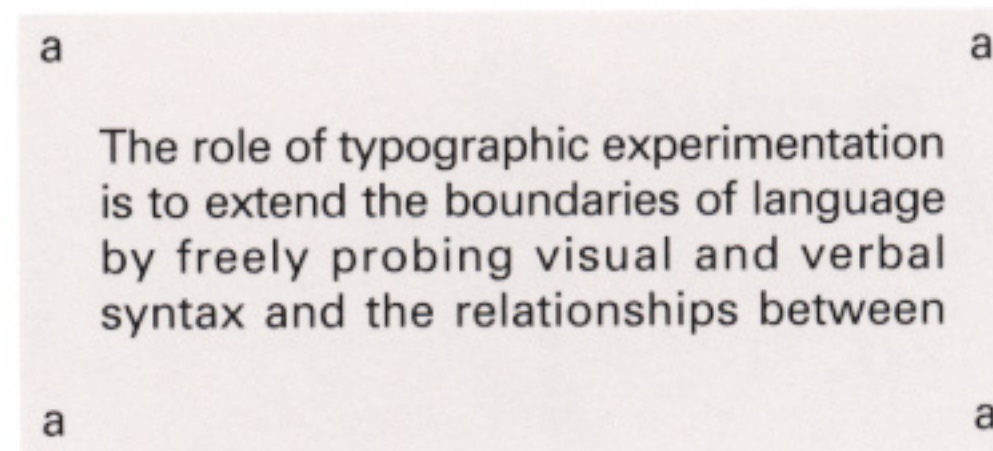 a a
The role of typographic experimentation
is to extend the boundaries of language
by freely probing visual and verbal
syntax and the relationships between
a a